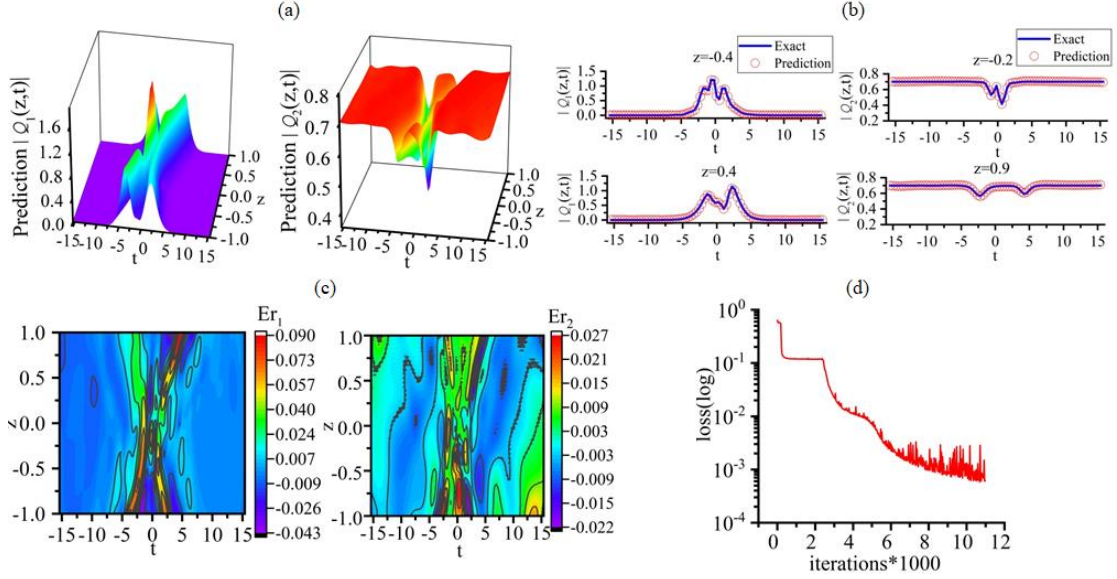 (a)
Prediction | Q₁(z,t)|
1.6
1.2
0.8
0.4
0.0
-15 -10 -5 0 5 10 15
t
1.0
0.5
0.0
-0.5
-1.0
z
Prediction | Q₂(z,t)|
0.8
0.7
0.6
0.5
0.4
-15 -10 -5 0 5 10 15
t
1.0
0.5
0.0
-0.5
-1.0
z
(b)
Exact
Prediction
z=-0.4
| Q₁(z,t)|
1.5
1.0
0.5
0.0
-15 -10 -5 0 5 10 15
t
Exact
Prediction
z=-0.2
| Q₂(z,t)|
0.8
0.6
0.4
0.2
-15 -10 -5 0 5 10 15
t
z=0.4
| Q₁(z,t)|
1.5
1.0
0.5
0.0
-15 -10 -5 0 5 10 15
t
z=0.9
| Q₂(z,t)|
0.8
0.6
0.4
0.2
-15 -10 -5 0 5 10 15
t
(c)
z
1.0
0.5
0.0
-0.5
-1.0
-15 -10 -5 0 5 10 15
t
Er₁
0.090
0.073
0.057
0.040
0.024
0.007
-0.009
-0.026
-0.043
z
1.0
0.5
0.0
-0.5
-1.0
-15 -10 -5 0 5 10 15
t
Er₂
0.027
0.021
0.015
0.009
0.003
-0.003
-0.009
-0.015
-0.022
(d)
loss(log)
10⁰
10⁻¹
10⁻²
10⁻³
10⁻⁴
0 2 4 6 8 10 12
iterations*1000